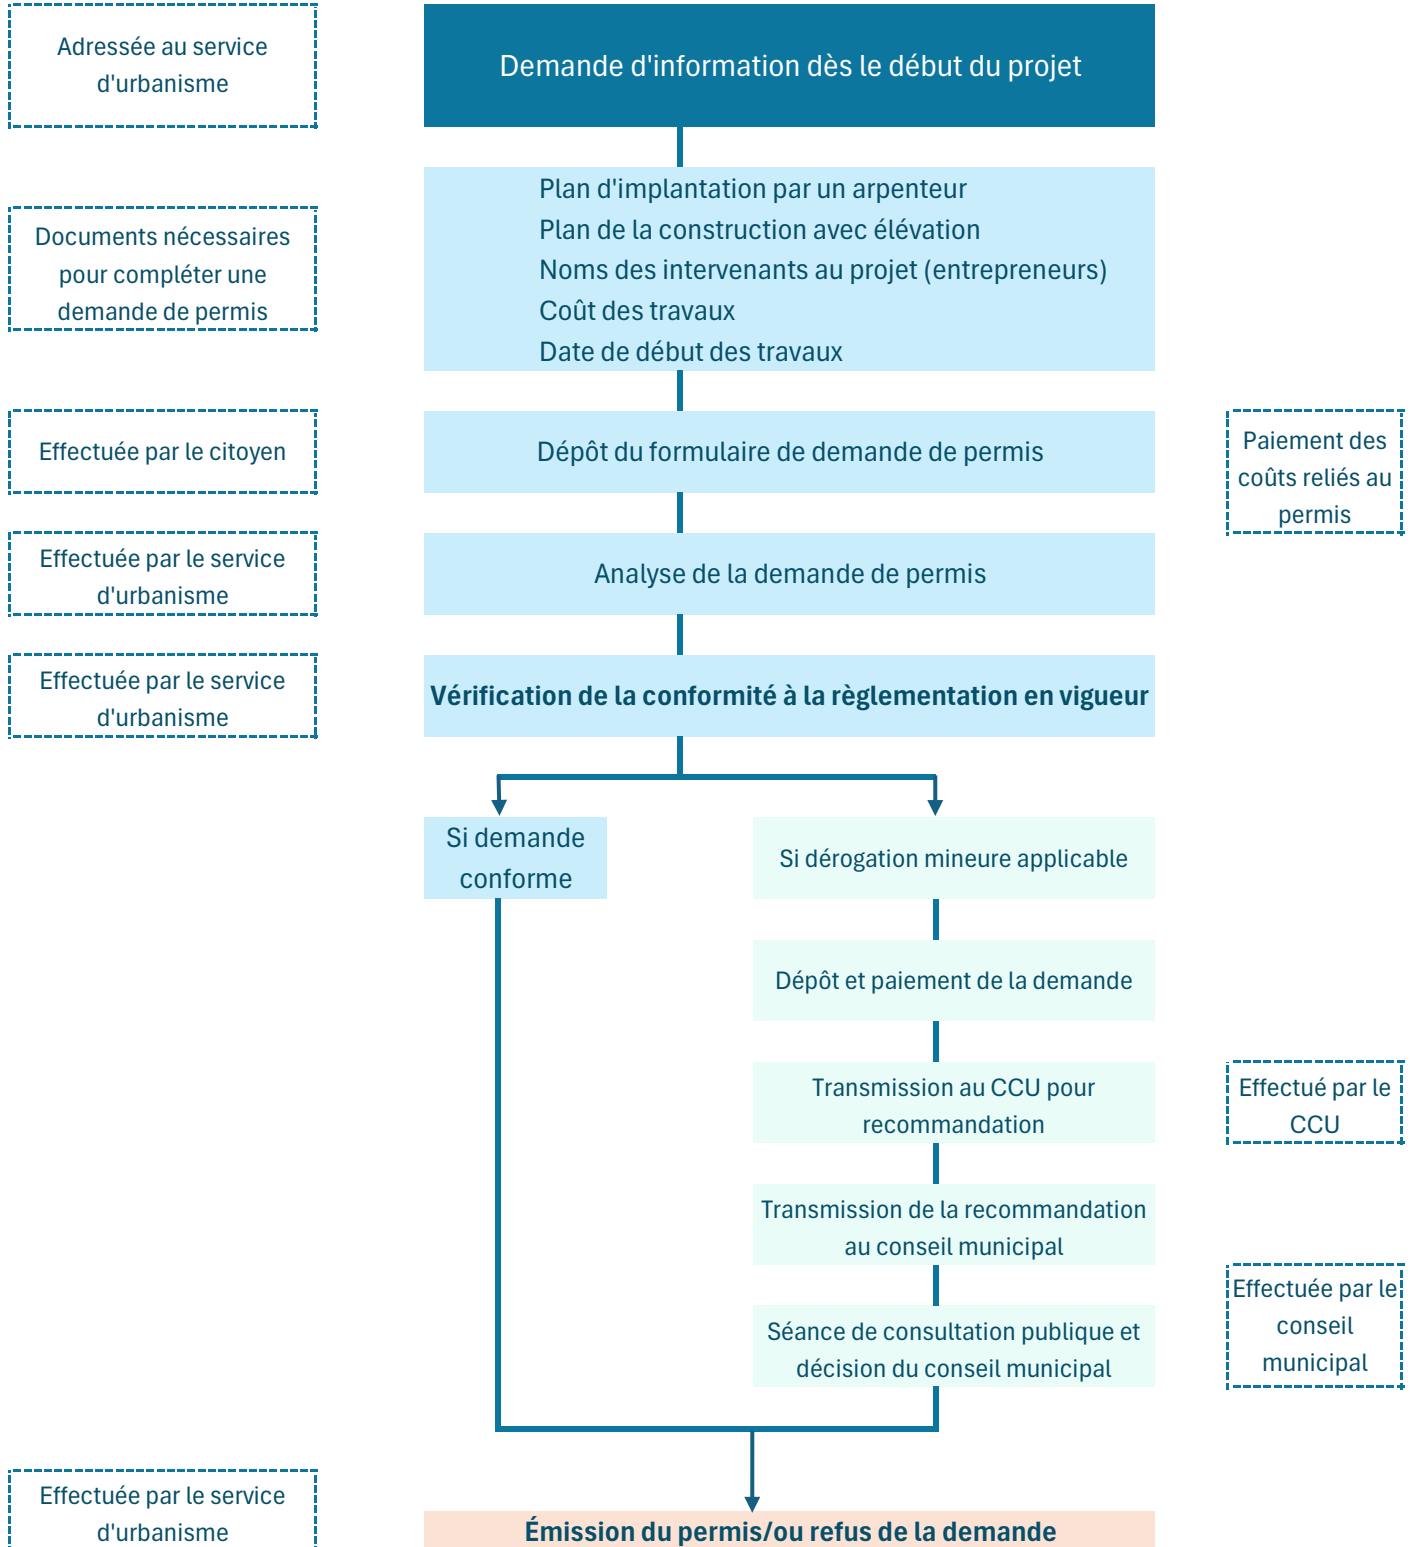 Adressée au service
d'urbanisme
Demande d'information dès le début du projet
Documents nécessaires
pour compléter une
demande de permis
Plan d'implantation par un arpenteur
Plan de la construction avec élévation
Noms des intervenants au projet (entrepreneurs)
Coût des travaux
Date de début des travaux
Effectuée par le citoyen
Dépôt du formulaire de demande de permis
Paiement des
coûts reliés au
permis
Effectuée par le service
d'urbanisme
Analyse de la demande de permis
Effectuée par le service
d'urbanisme
Vérification de la conformité à la règlementation en vigueur
Si demande
conforme
Si dérogation mineure applicable
Dépôt et paiement de la demande
Transmission au CCU pour
recommandation
Effectué par le
CCU
Transmission de la recommandation
au conseil municipal
Séance de consultation publique et
décision du conseil municipal
Effectuée par le
conseil
municipal
Effectuée par le service
d'urbanisme
Émission du permis/ou refus de la demande